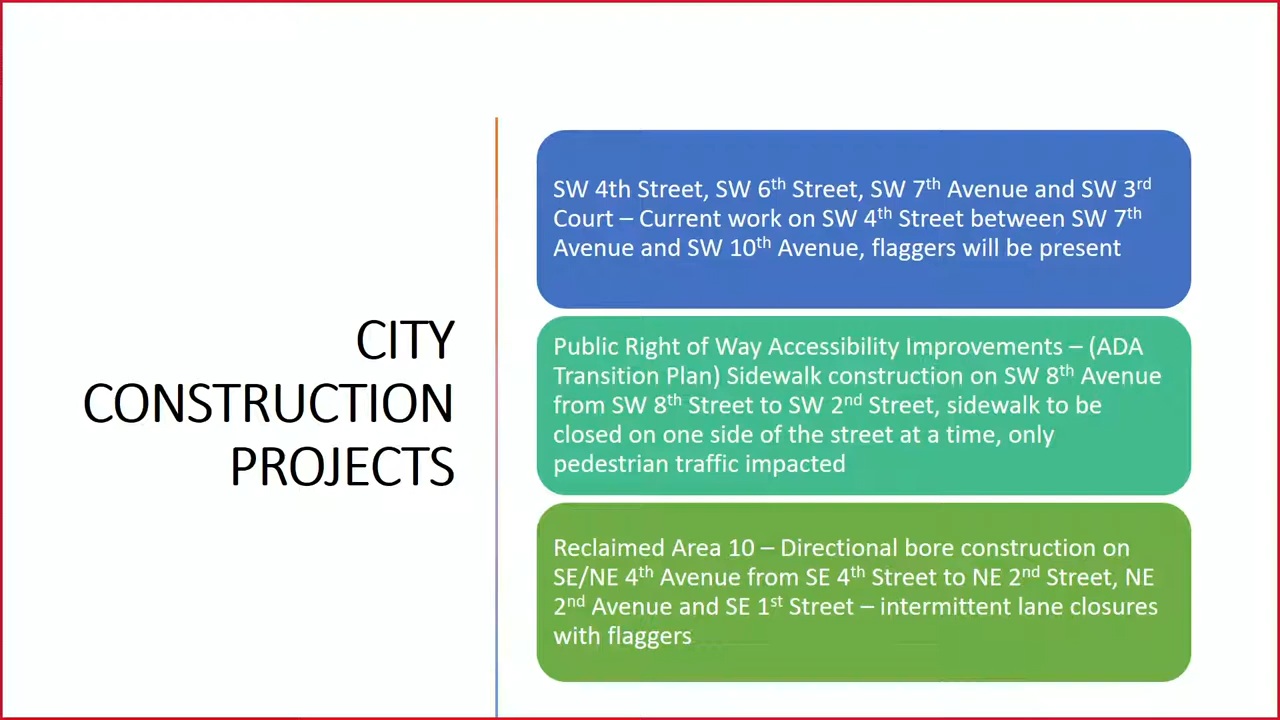 CITY
CONSTRUCTION
PROJECTS
SW 4th Street, SW 6th Street, SW 7th Avenue and SW 3rd
Court – Current work on SW 4th Street between SW 7th
Avenue and SW 10th Avenue, flaggers will be present
Public Right of Way Accessibility Improvements – (ADA
Transition Plan) Sidewalk construction on SW 8th Avenue
from SW 8th Street to SW 2nd Street, sidewalk to be
closed on one side of the street at a time, only
pedestrian traffic impacted
Reclaimed Area 10 – Directional bore construction on
SE/NE 4th Avenue from SE 4th Street to NE 2nd Street, NE
2nd Avenue and SE 1st Street – intermittent lane closures
with flaggers